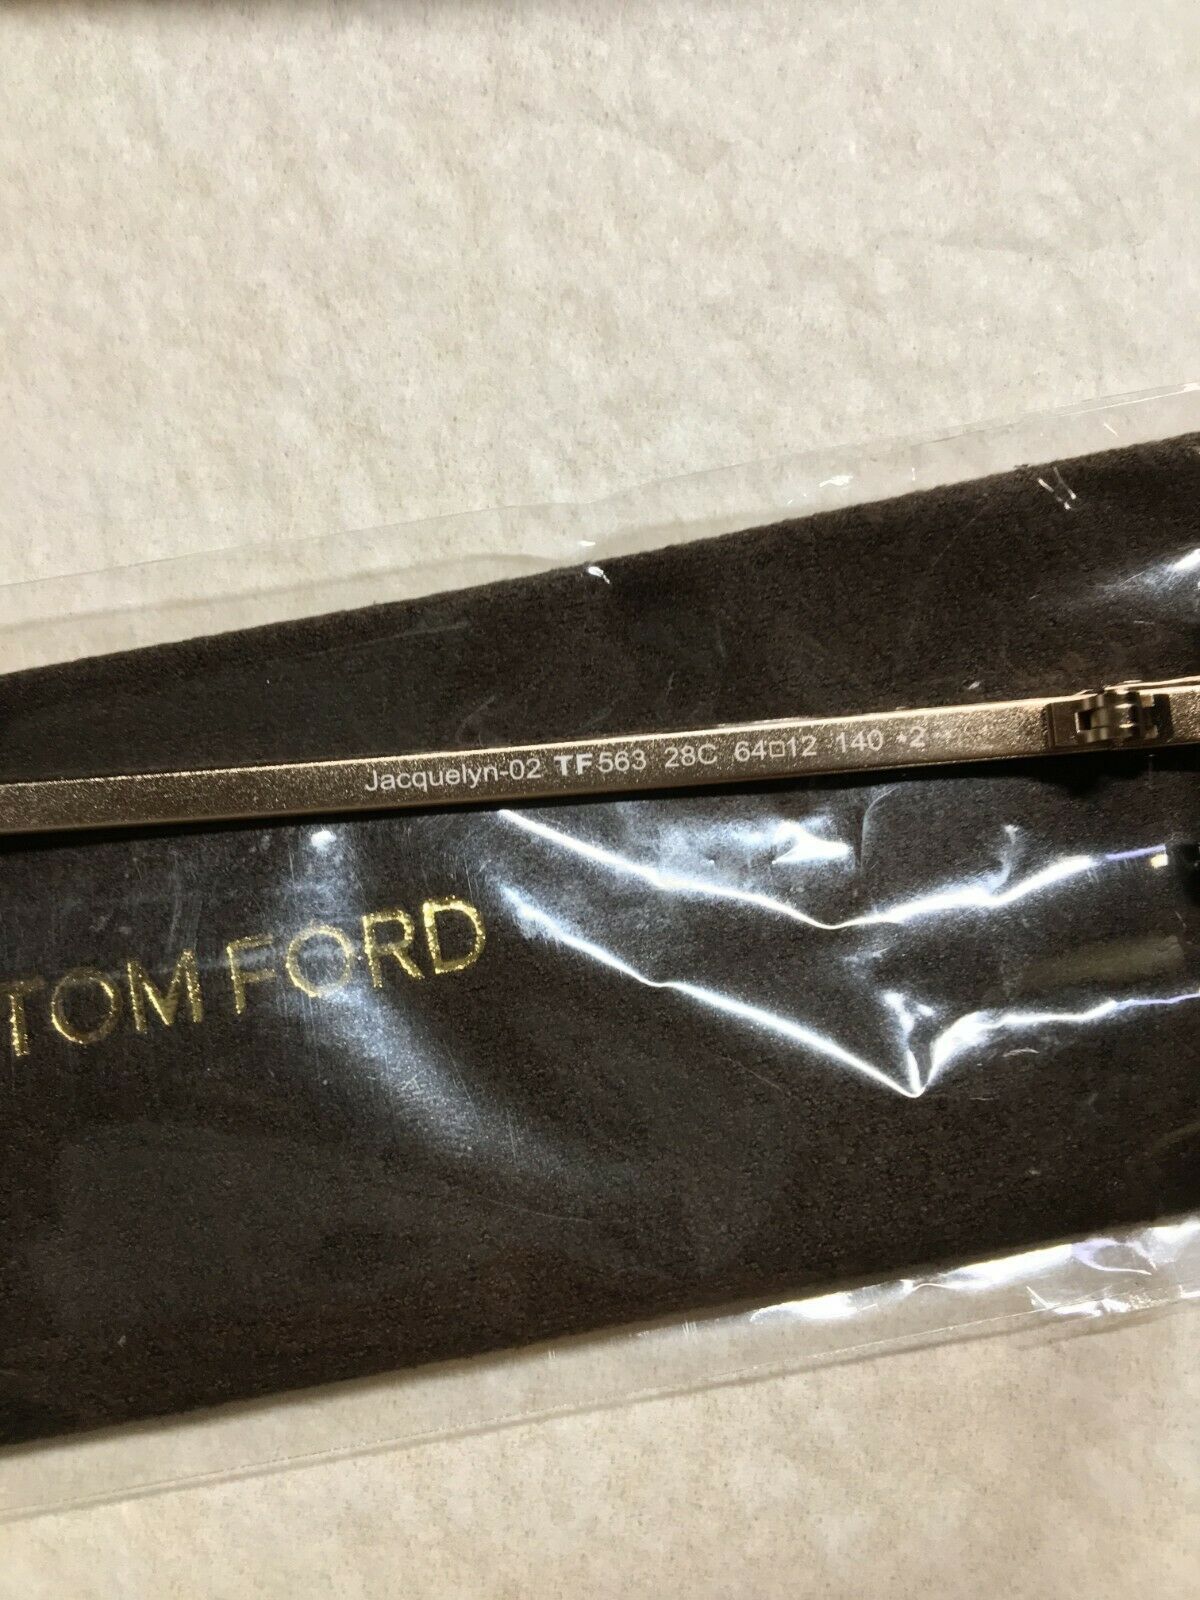 Jacquelyn-02 TF563 28C 64□12 140 *2
TOM FORD